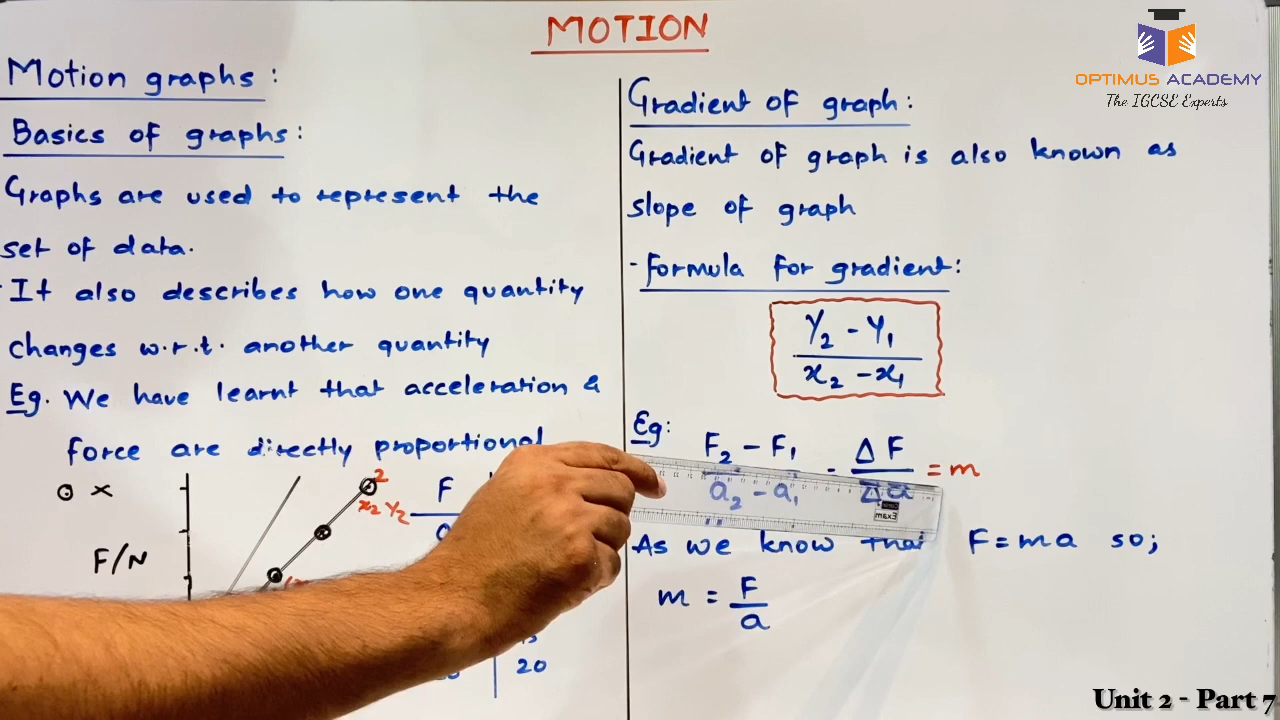 MOTION
OPTIMUS ACADEMY
The IGCSE Experts
Motion graphs:
Basics of graphs:
Graphs are used to represent the
set of data.
- It also describes how one quantity
changes w.r.t. another quantity
Eg. We have learnt that acceleration &
force are directly proportional
⊙ ×
F/N
2
x2 y2
F
20
Gradient of graph:
Gradient of graph is also known as
slope of graph
- Formula for gradient:
Y2 - Y1
x2 - x1
Eg:
F2 - F1 / a2 - a1 = ΔF / Δa = m
As we know that F = ma so;
m = F / a
Unit 2 - Part 7